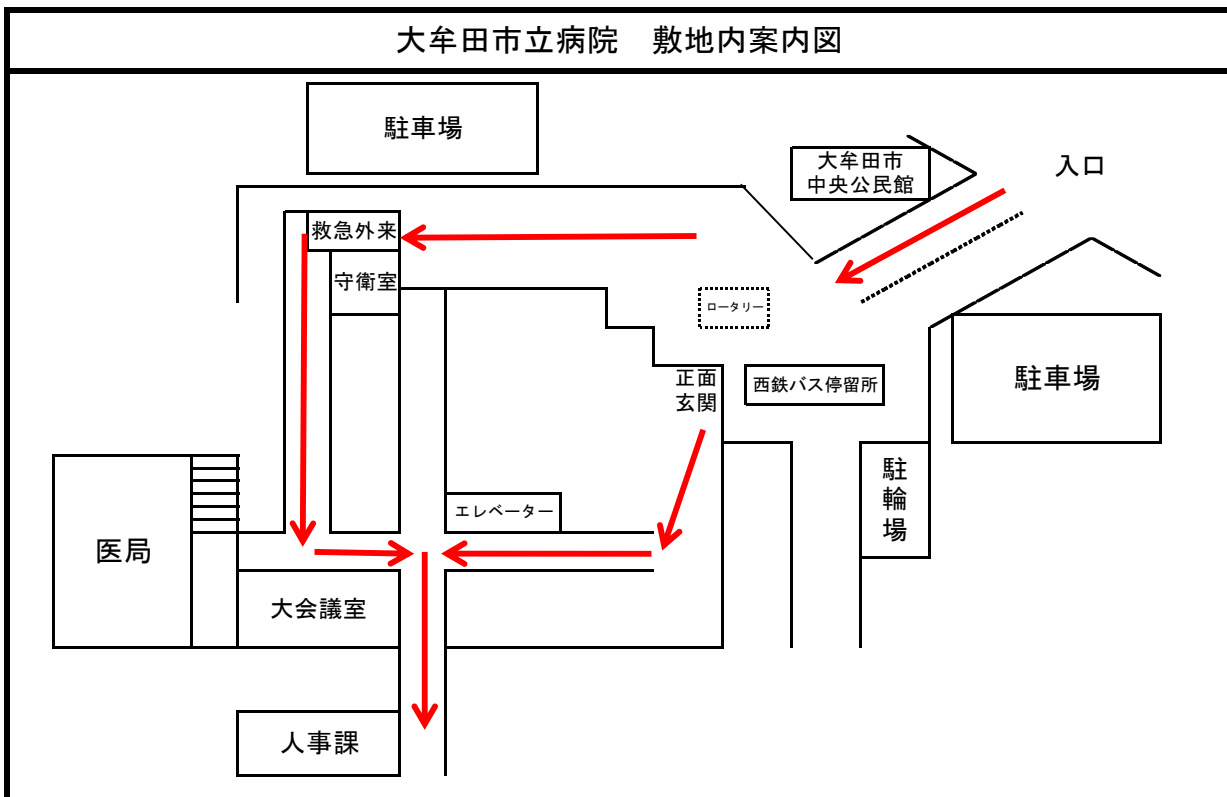 大牟田市立病院　敷地内案内図
駐車場
大牟田市
中央公民館
入口
救急外来
守衛室
ロータリー
正面
玄関
西鉄バス停留所
駐車場
駐輪場
エレベーター
医局
大会議室
人事課